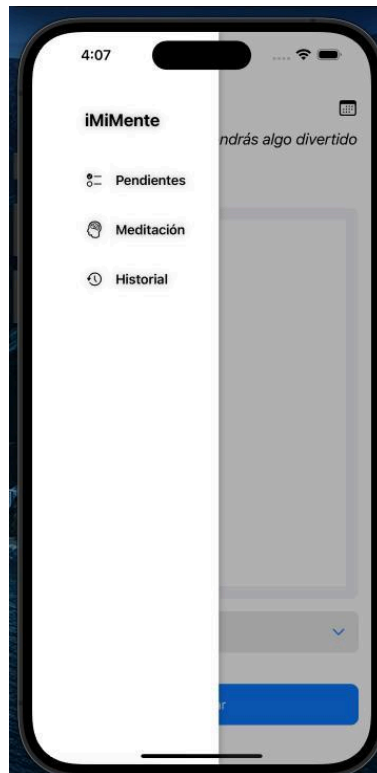 4:07
iMiMente
ndrás algo divertido
Pendientes
Meditación
Historial